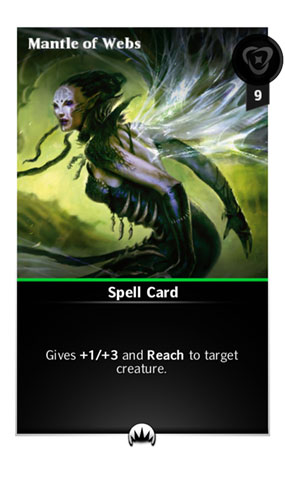 Mantle of Webs
9
Spell Card
Gives +1/+3 and Reach to target
creature.